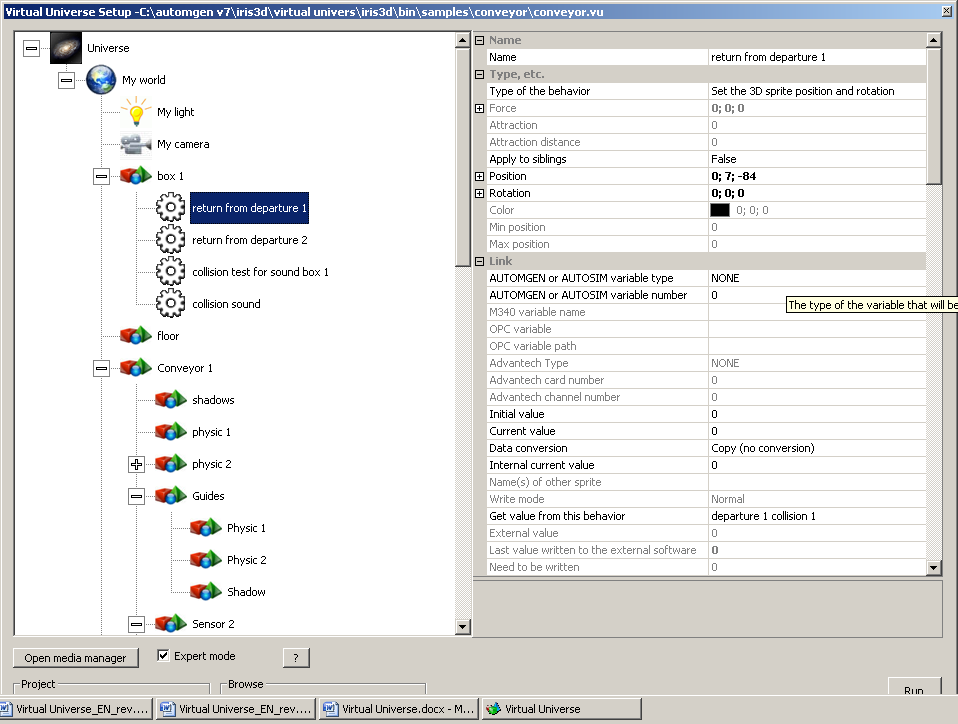 Virtual Universe Setup -C:\automgen v7\iris3d\virtual univers\iris3d\bin\samples\conveyor\conveyor.vu
Universe
My world
My light
My camera
box 1
return from departure 1
return from departure 2
collision test for sound box 1
collision sound
floor
Conveyor 1
shadows
physic 1
physic 2
Guides
Physic 1
Physic 2
Shadow
Sensor 2
Name
Name return from departure 1
Type, etc.
Type of the behavior Set the 3D sprite position and rotation
Force 0; 0; 0
Attraction 0
Attraction distance 0
Apply to siblings False
Position 0; 7; -84
Rotation 0; 0; 0
Color 0; 0; 0
Min position 0
Max position 0
Link
AUTOMGEN or AUTOSIM variable type NONE
AUTOMGEN or AUTOSIM variable number 0
The type of the variable that will be
M340 variable name
OPC variable
OPC variable path
Advantech Type NONE
Advantech card number 0
Advantech channel number 0
Initial value 0
Current value 0
Data conversion Copy (no conversion)
Internal current value 0
Name(s) of other sprite
Write mode Normal
Get value from this behavior departure 1 collision 1
External value 0
Last value written to the external software 0
Need to be written 0
Open media manager Expert mode ?
Project Browse Run
Virtual Universe_EN_rev.... Virtual Universe_EN_rev.... Virtual Universe.docx - M... Virtual Universe